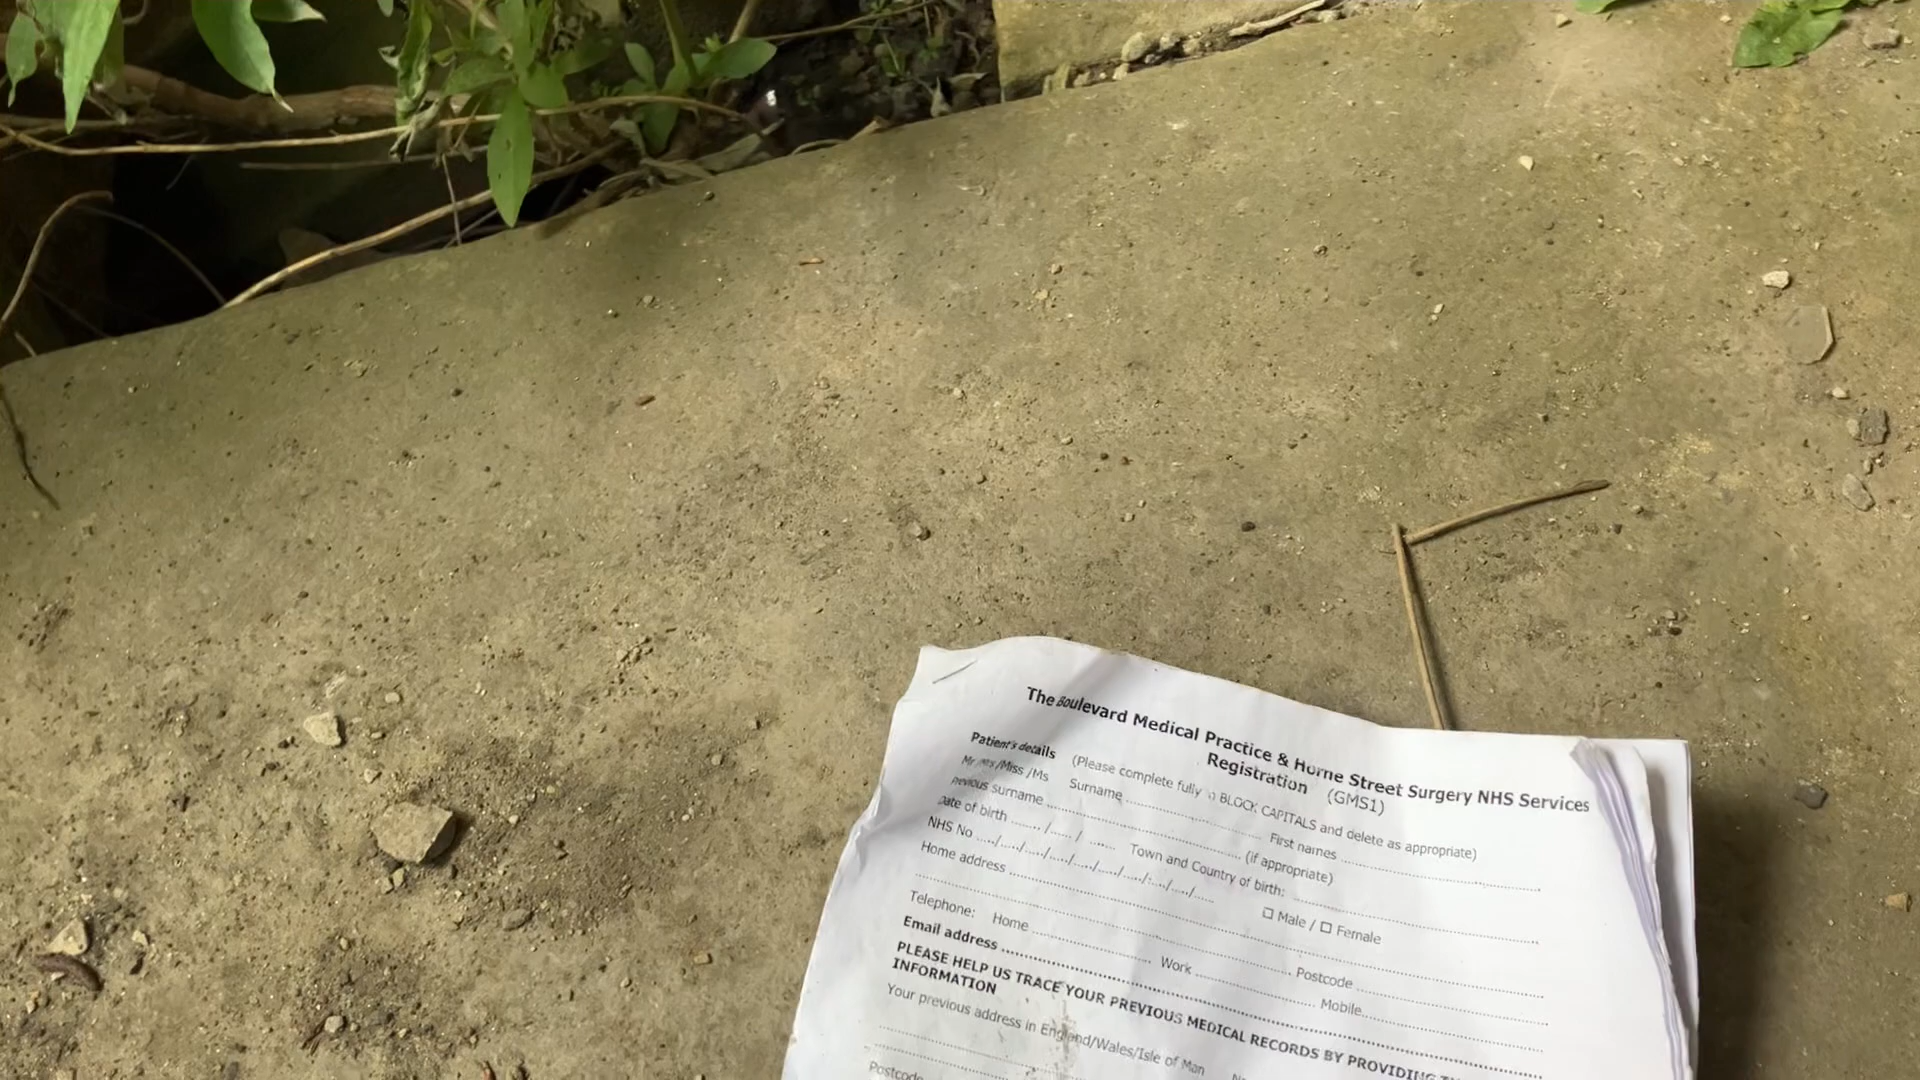 The Boulevard Medical Practice & Horne Street Surgery NHS Services
Registration (GMS1)
Patient's details (Please complete fully in BLOCK CAPITALS and delete as appropriate)
Mr /Mrs /Miss /Ms Surname .................... First names ....................
Previous surname .................... (if appropriate)
Date of birth ....... /...... / ...... Town and Country of birth: ....................
NHS No ..../...../...../...../...../...../..../..../...../.....
☐ Male / ☐ Female
Home address ....................
.................... Postcode ....................
Telephone: Home .................... Work .................... Mobile....................
Email address ....................
PLEASE HELP US TRACE YOUR PREVIOUS MEDICAL RECORDS BY PROVIDING
INFORMATION
Your previous address in England/Wales/Isle of Man
Postcode